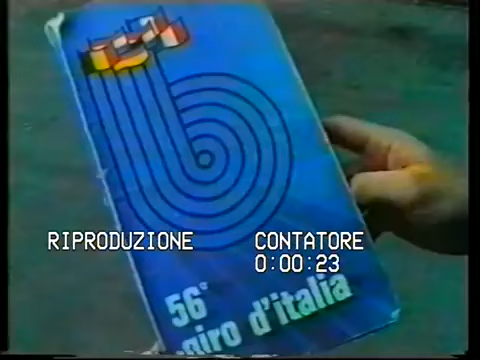 RIPRODUZIONE
CONTATORE
0:00:23
56°
giro d'italia